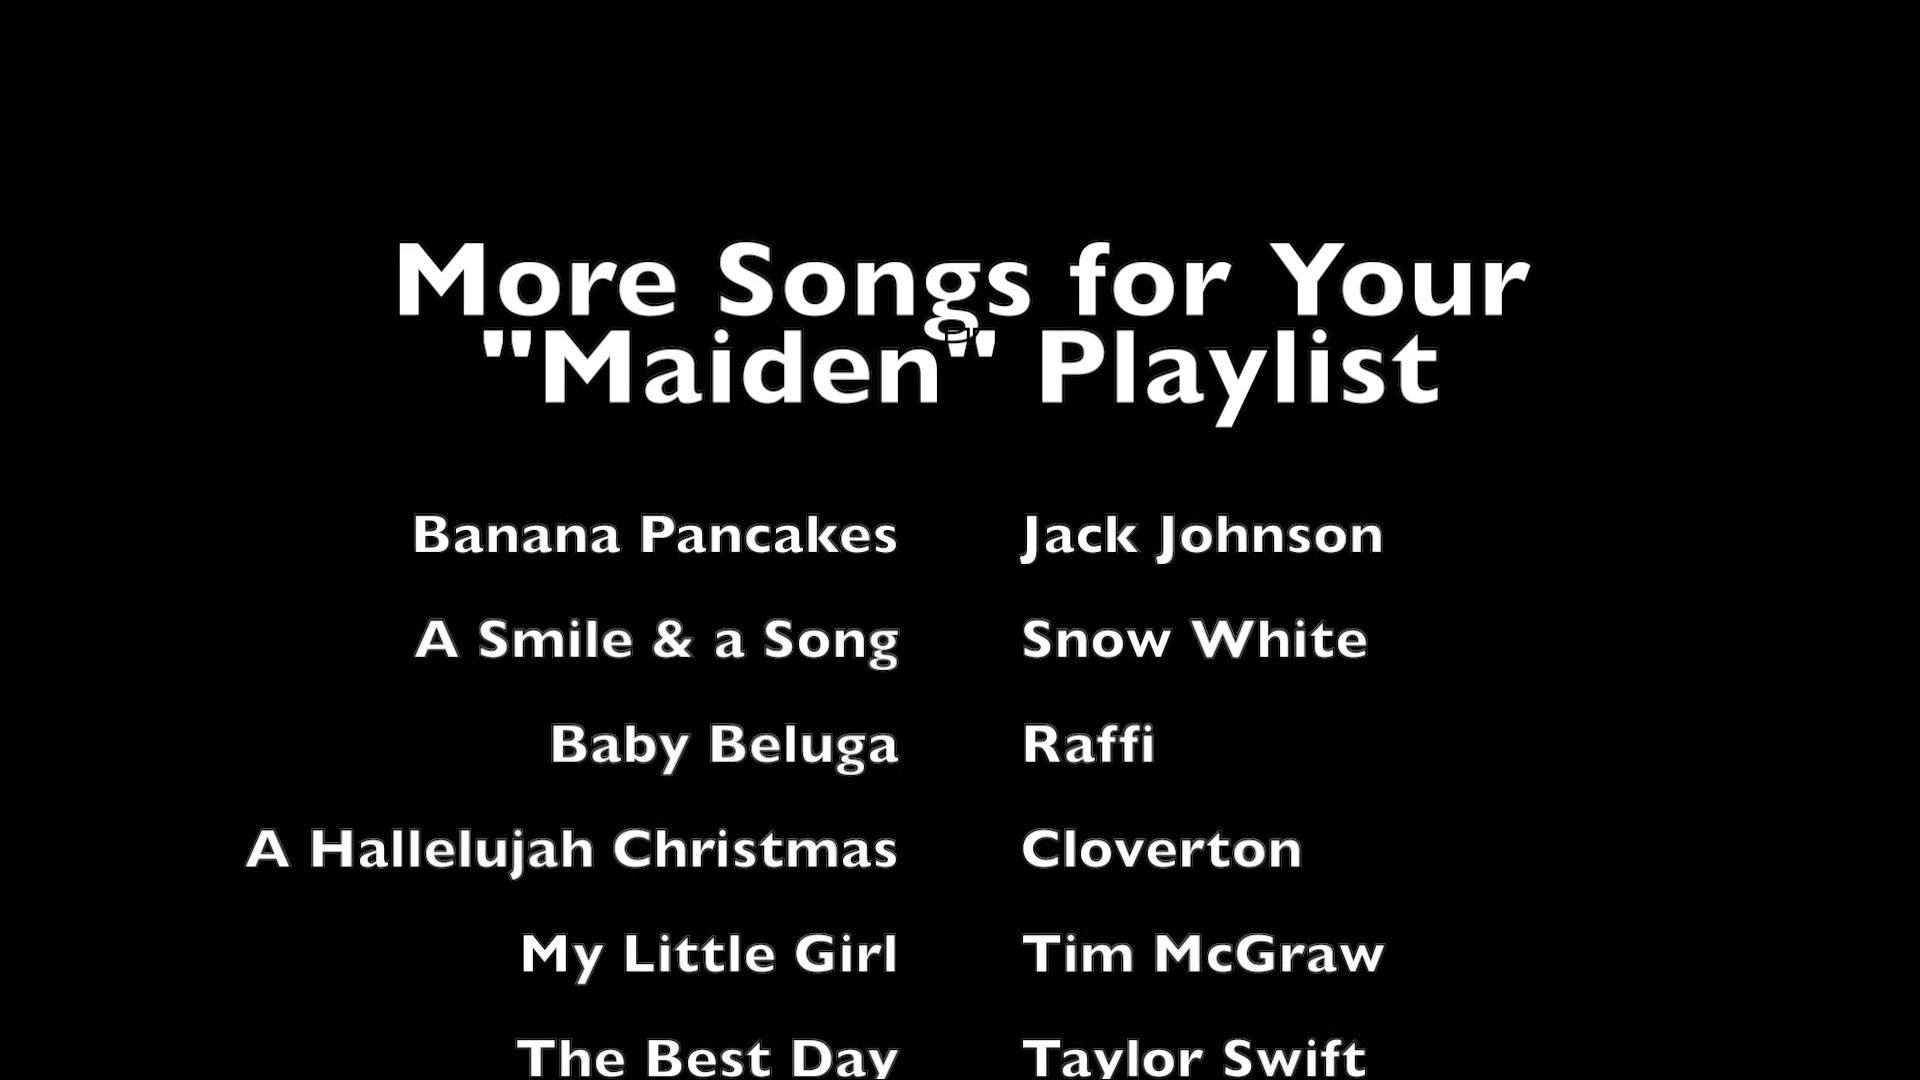 More Songs for Your
"Maiden" Playlist
Banana Pancakes Jack Johnson
A Smile & a Song Snow White
Baby Beluga Raffi
A Hallelujah Christmas Cloverton
My Little Girl Tim McGraw
The Best Day Taylor Swift